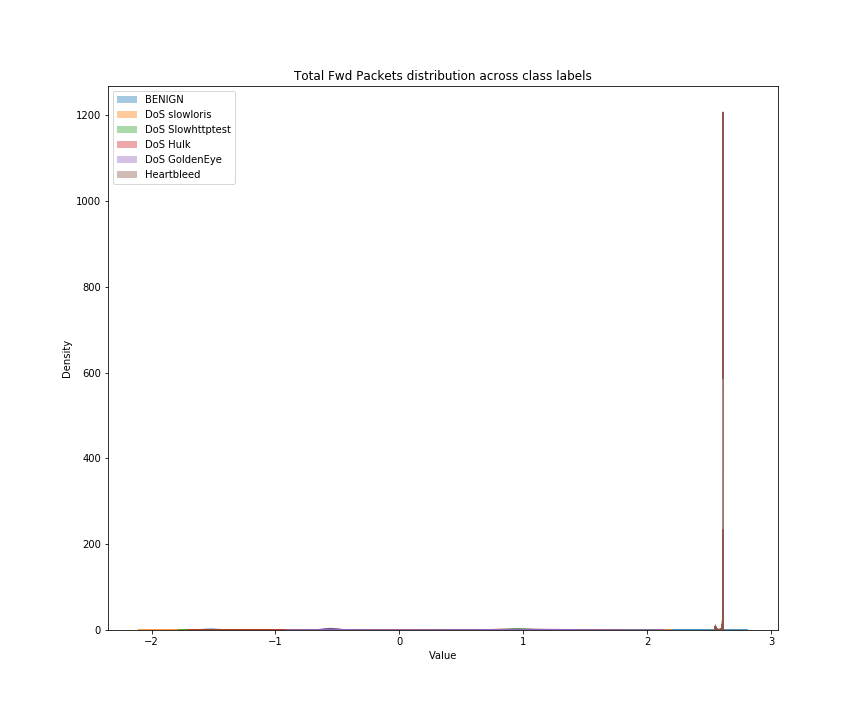 Total Fwd Packets distribution across class labels
BENIGN
DoS slowloris
DoS Slowhttptest
DoS Hulk
DoS GoldenEye
Heartbleed
1200
1000
800
600
400
200
0
Density
−2 −1 0 1 2 3
Value